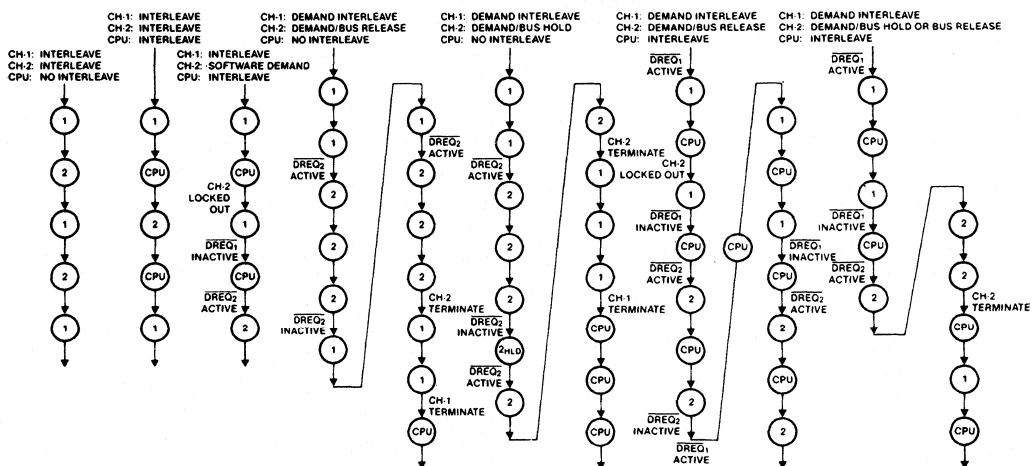 CH-1: INTERLEAVE
CH-2: INTERLEAVE
CPU: NO INTERLEAVE
1
2
1
2
1
CH-1: INTERLEAVE
CH-2: INTERLEAVE
CPU: INTERLEAVE
1
CPU
2
CPU
1
CH-1: INTERLEAVE
CH-2: SOFTWARE DEMAND
CPU: INTERLEAVE
1
CPU
CH-2
LOCKED
OUT
1
DREQ1
INACTIVE
CPU
DREQ2
ACTIVE
2
CH-1: DEMAND INTERLEAVE
CH-2: DEMAND/BUS RELEASE
CPU: NO INTERLEAVE
1
1
DREQ2
ACTIVE
2
2
2
DREQ2
INACTIVE
1
1
DREQ2
ACTIVE
2
2
2
CH-2
TERMINATE
1
1
CH-1
TERMINATE
CPU
CH-1: DEMAND INTERLEAVE
CH-2: DEMAND/BUS HOLD
CPU: NO INTERLEAVE
1
1
DREQ2
ACTIVE
2
2
2
DREQ2
INACTIVE
2HLD
DREQ2
ACTIVE
2
2
CH-2
TERMINATE
1
1
1
CH-1
TERMINATE
CPU
CPU
CPU
CH-1: DEMAND INTERLEAVE
CH-2: DEMAND/BUS RELEASE
CPU: INTERLEAVE
DREQ1
ACTIVE
1
CPU
CH-2
LOCKED OUT
1
DREQ1
INACTIVE
CPU
DREQ2
ACTIVE
2
CPU
2
DREQ2
INACTIVE
DREQ1
ACTIVE
CPU
1
CPU
1
DREQ1
INACTIVE
CPU
DREQ2
ACTIVE
2
CPU
2
CH-1: DEMAND INTERLEAVE
CH-2: DEMAND/BUS HOLD OR BUS RELEASE
CPU: INTERLEAVE
DREQ1
ACTIVE
1
CPU
1
DREQ1
INACTIVE
CPU
DREQ2
ACTIVE
2
2
2
CH-2
TERMINATE
CPU
1
CPU